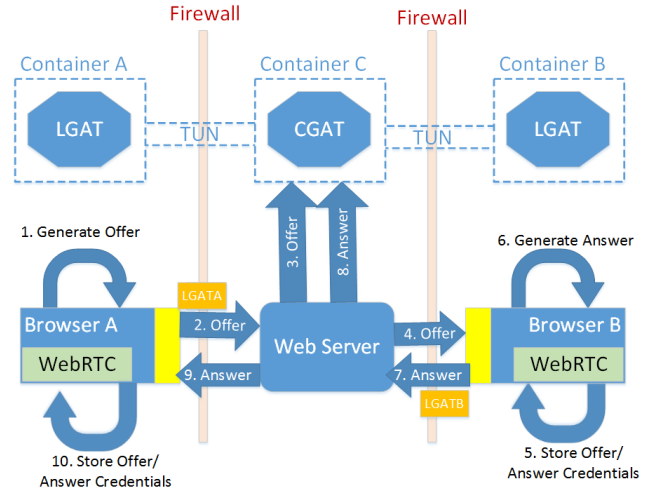 Firewall
Firewall
Container A
Container C
Container B
LGAT
CGAT
LGAT
TUN
TUN
1. Generate Offer
3. Offer
8. Answer
6. Generate Answer
LGATA
Browser A
2. Offer
Web Server
4. Offer
Browser B
WebRTC
9. Answer
7. Answer
WebRTC
LGATB
10. Store Offer/
Answer Credentials
5. Store Offer/
Answer Credentials